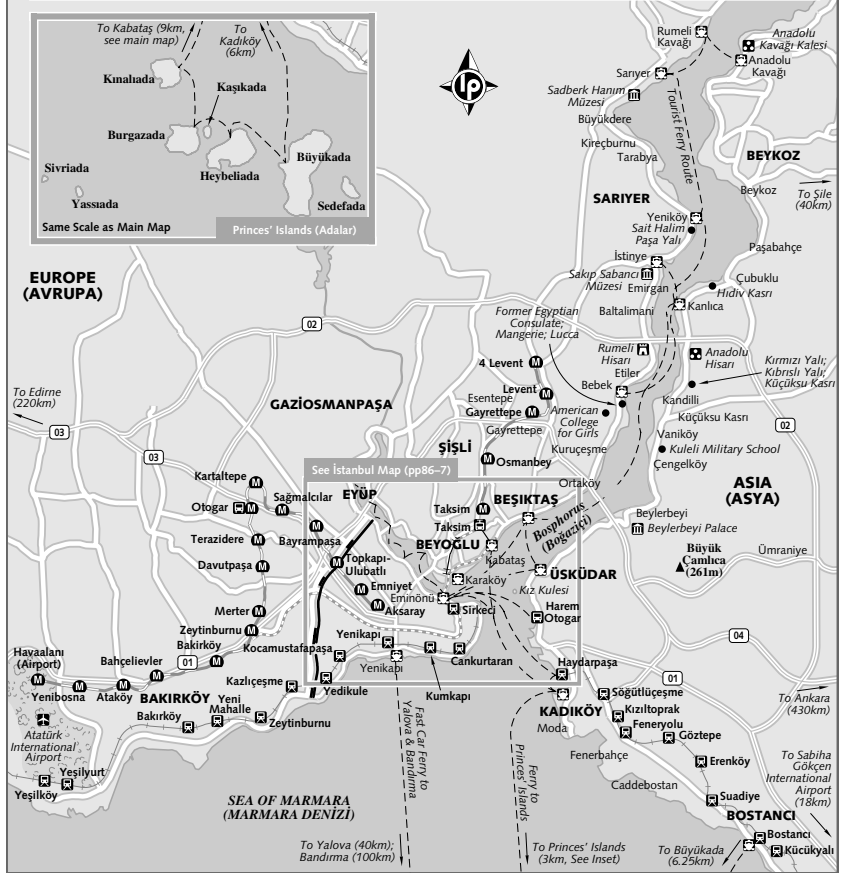 To Kabataş (9km,
see main map)
To
Kadıköy
(6km)
Kınalıada
Kaşıkada
Burgazada
Büyükada
Heybeliada
Sivriada
Yassıada
Sedefada
Same Scale as Main Map
Princes' Islands (Adalar)
lp
Rumeli
Kavağı
Anadolu
Kavağı Kalesi
Anadolu
Kavağı
Sarıyer
Sadberk Hanım
Müzesi
Büyükdere
Tourist Ferry Route
Kireçburnu
Tarabya
BEYKOZ
Beykoz
To Şile
(40km)
SARIYER
Yeniköy
Sait Halim
Paşa Yalı
Paşabahçe
İstinye
Sakıp Sabancı
Müzesi
Emirgan
Çubuklu
Hıdiv Kasrı
Baltalimanı
Kanlıca
EUROPE
(AVRUPA)
02
Former Egyptian
Consulate;
Mangerie; Lucca
Rumeli
Hisarı
Anadolu
Hisarı
Etiler
Kırmızı Yalı;
Kıbrıslı Yalı;
Küçüksu Kasrı
4 Levent
Bebek
Levent
Esentepe
Gayrettepe
Gayrettepe
American
College
for Girls
Kandilli
Küçüksu Kasrı
02
To Edirne
(220km)
03
GAZİOSMANPAŞA
Kuruçeşme
Vaniköy
Kuleli Military School
Çengelköy
03
ŞİŞLİ
Osmanbey
See İstanbul Map (pp86–7)
Kartaltepe
Ortaköy
ASIA
(ASYA)
EYÜP
Sağmalcılar
Otogar
BEŞİKTAŞ
Taksim
Taksim
Bosphorus
(Boğaziçi)
Beylerbeyi
Beylerbeyi Palace
Terazidere
Bayrampaşa
BEYOĞLU
Kabataş
Büyük
Çamlıca
(261m)
Ümraniye
Topkapı-
Ulubatlı
Davutpaşa
ÜSKÜDAR
Karaköy
Emniyet
Eminönü
Kız Kulesi
Aksaray
Sirkeci
Merter
Harem
Otogar
Zeytinburnu
Bakırköy
Yenikapı
04
Kocamustafapaşa
Havaalanı
(Airport)
Bahçelievler
01
Yenikapı
Cankurtaran
Haydarpaşa
01
Yenibosna
Ataköy
BAKIRKÖY
Kazlıçeşme
Yedikule
Kumkapı
Söğütlüçeşme
To Ankara
(430km)
Yeni
Mahalle
Bakırköy
Zeytinburnu
KADIKÖY
Kızıltoprak
Moda
Feneryolu
Göztepe
Atatürk
International
Airport
Fast Car Ferry to
Yalova & Bandırma
Ferry to
Princes' Islands
Fenerbahçe
Erenköy
To Sabiha
Gökçen
International
Airport
(18km)
Yeşilyurt
Yeşilköy
Caddebostan
Suadiye
SEA OF MARMARA
(MARMARA DENİZİ)
BOSTANCI
Bostancı
To Yalova (40km);
Bandırma (100km)
To Princes' Islands
(3km, See Inset)
To Büyükada
(6.25km)
Kücükyalı